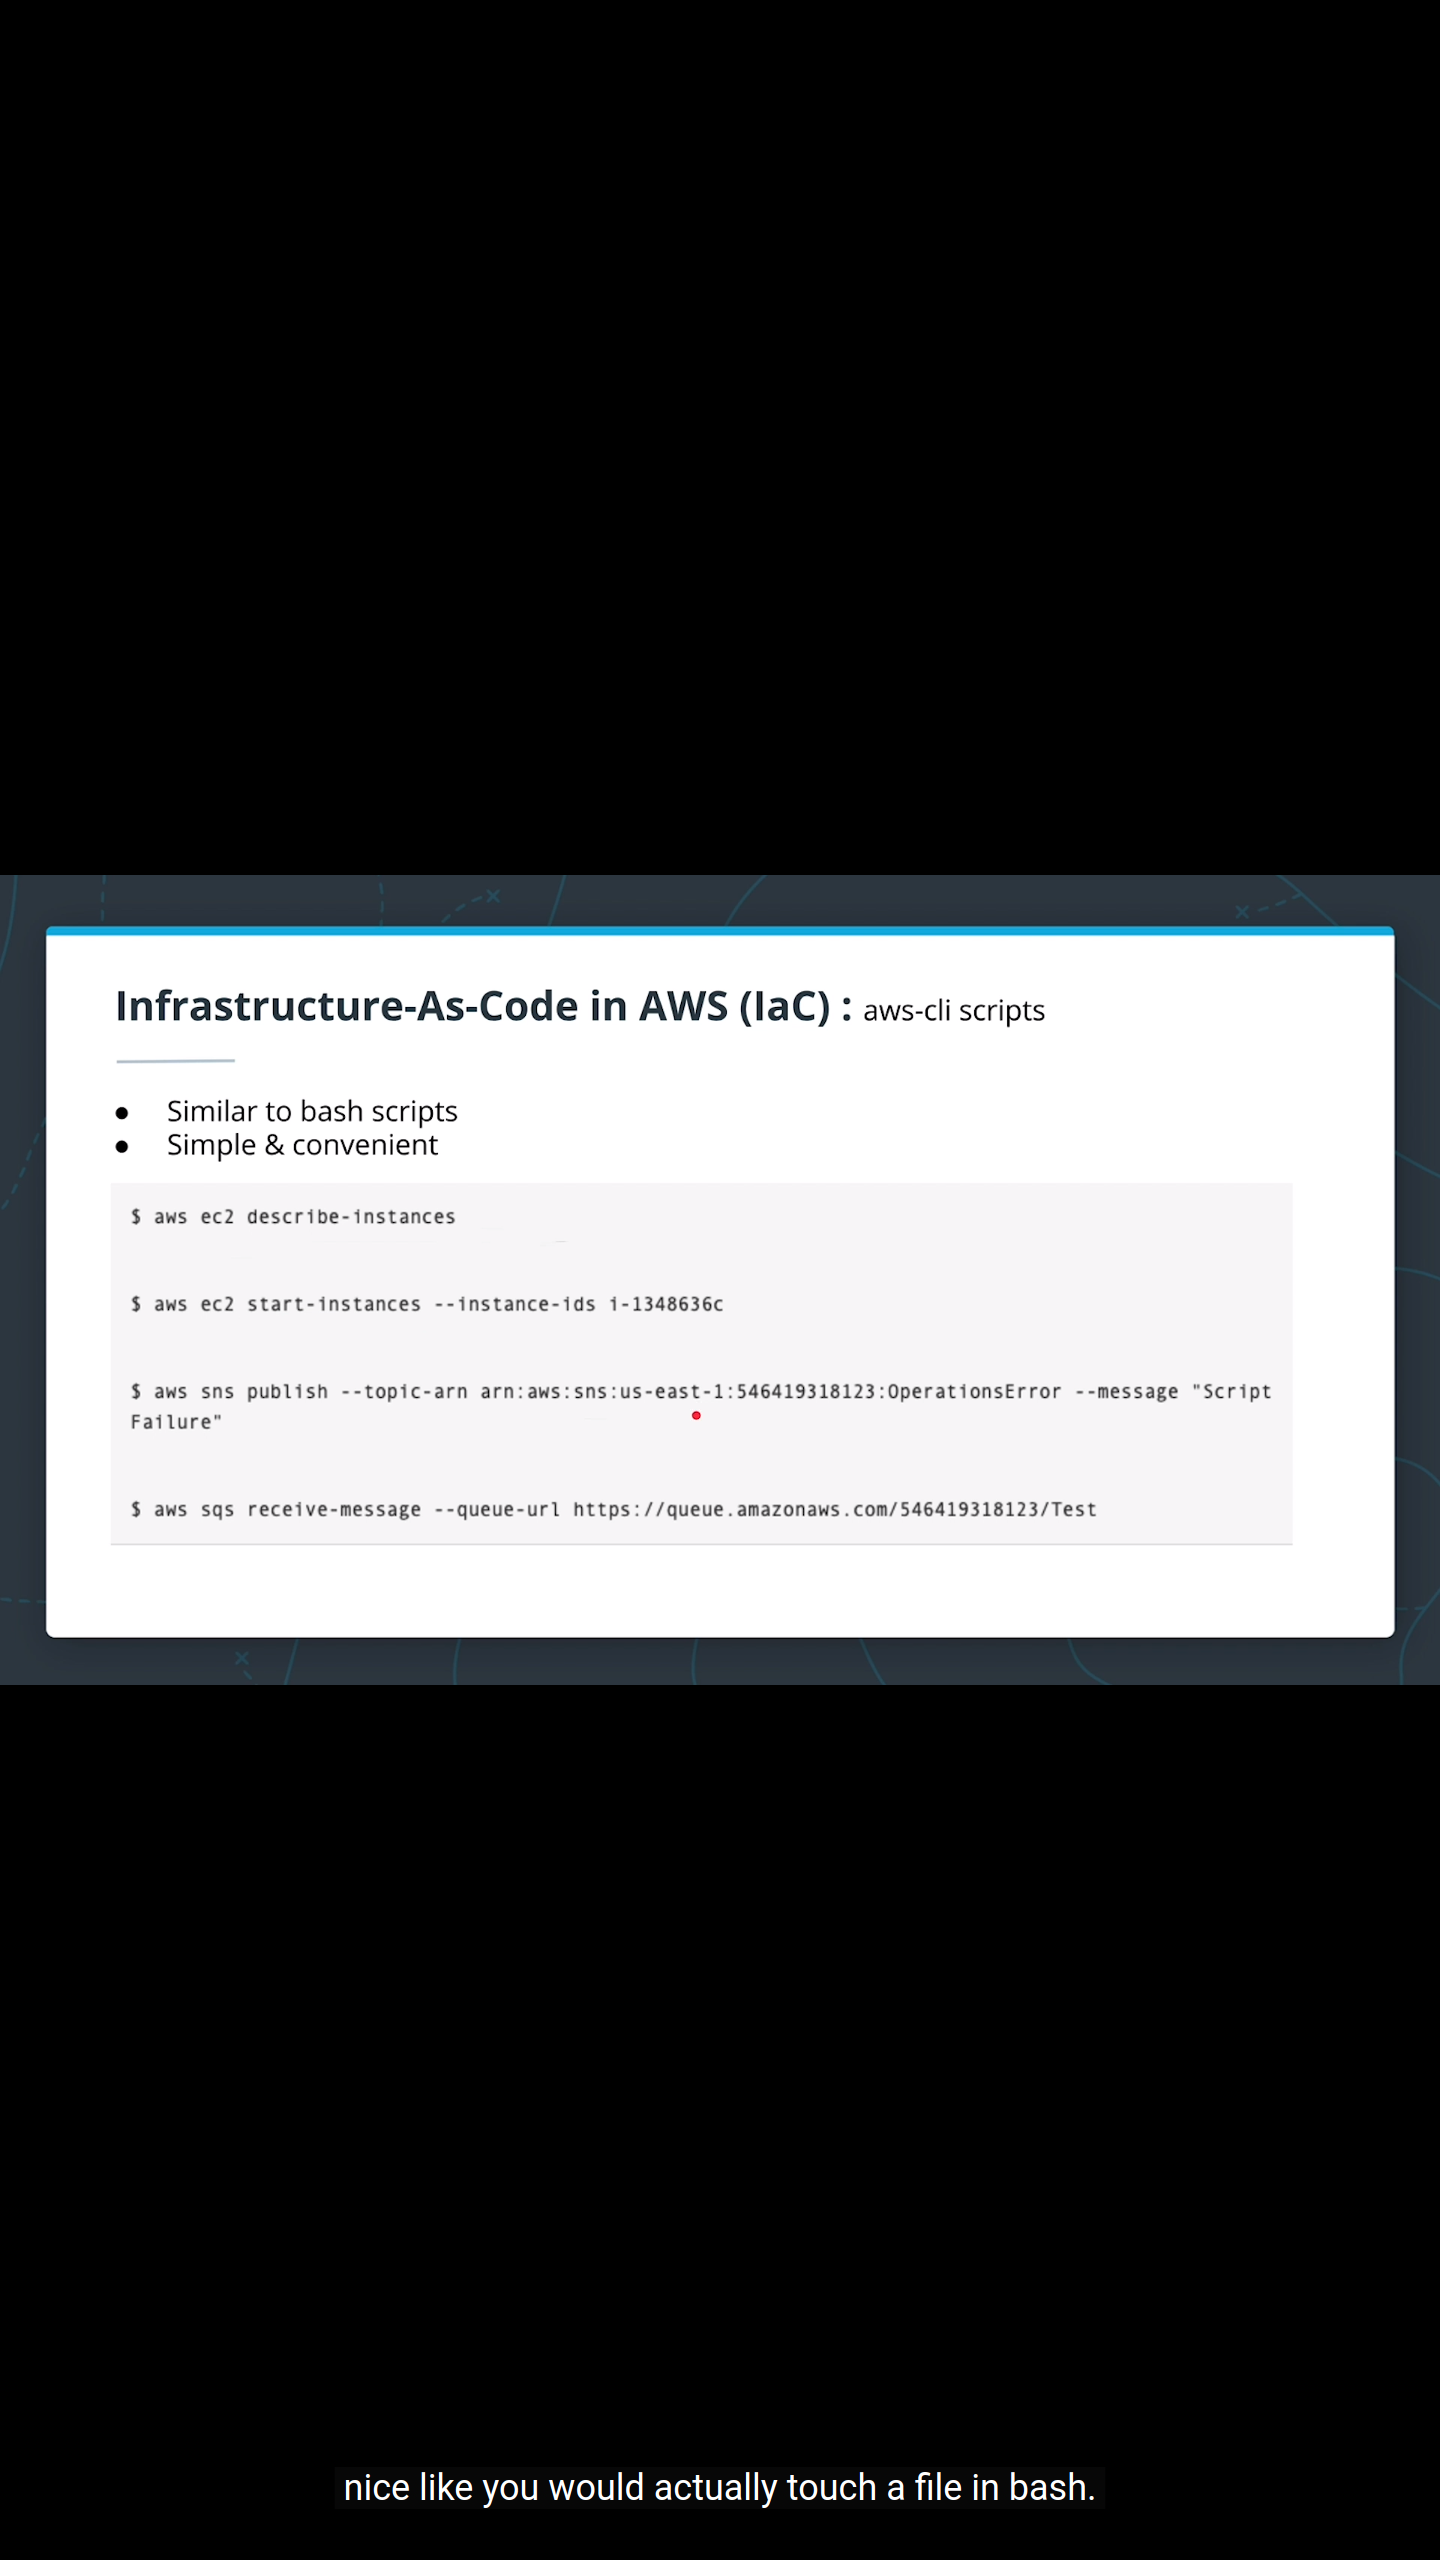 Infrastructure-As-Code in AWS (IaC) : aws-cli scripts
● Similar to bash scripts
● Simple & convenient
$ aws ec2 describe-instances
$ aws ec2 start-instances --instance-ids i-1348636c
$ aws sns publish --topic-arn arn:aws:sns:us-east-1:546419318123:OperationsError --message "Script
Failure"
$ aws sqs receive-message --queue-url https://queue.amazonaws.com/546419318123/Test
nice like you would actually touch a file in bash.